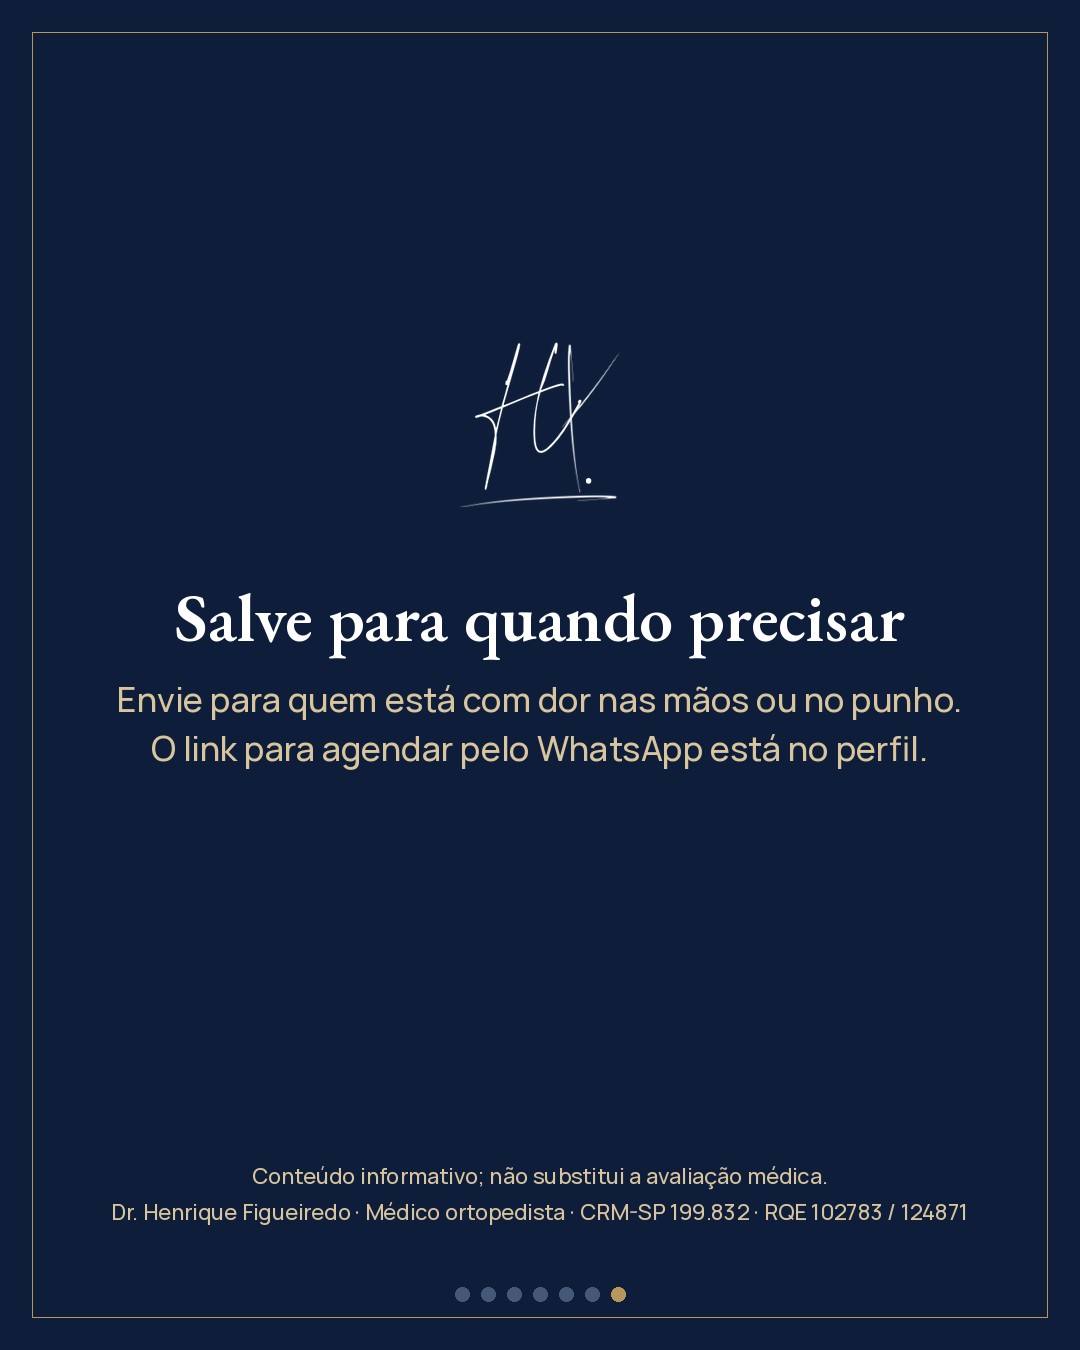 Salve para quando precisar
Envie para quem está com dor nas mãos ou no punho.
O link para agendar pelo WhatsApp está no perfil.
Conteúdo informativo; não substitui a avaliação médica.
Dr. Henrique Figueiredo · Médico ortopedista · CRM-SP 199.832 · RQE 102783 / 124871